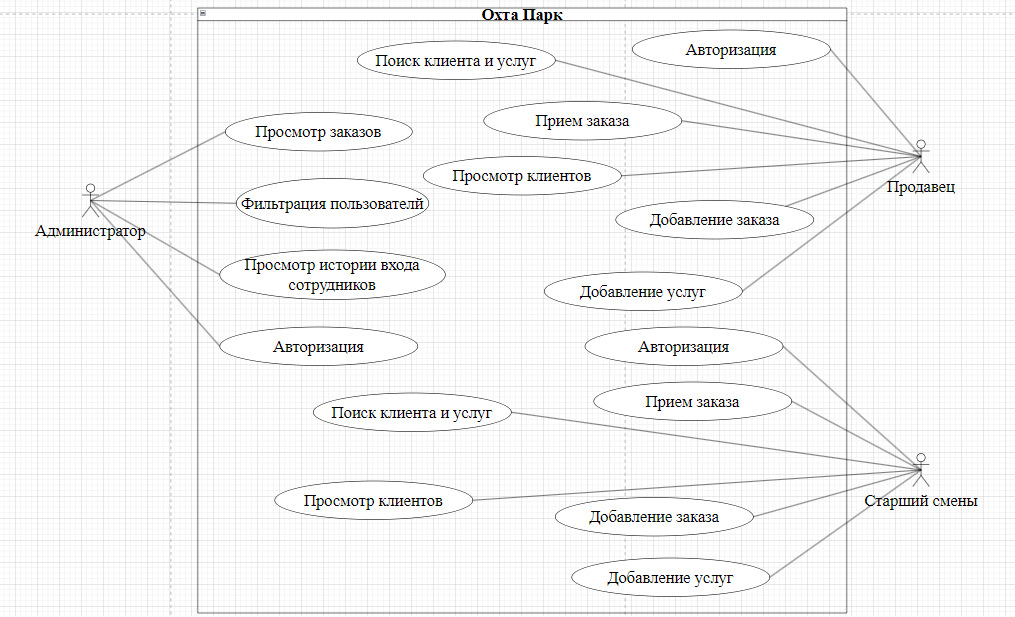 Охта Парк
Авторизация
Поиск клиента и услуг
Прием заказа
Просмотр заказов
Просмотр клиентов
Продавец
Фильтрация пользователй
Добавление заказа
Администратор
Просмотр истории входа
сотрудников
Добавление услуг
Авторизация
Авторизация
Прием заказа
Поиск клиента и услуг
Просмотр клиентов
Старший смены
Добавление заказа
Добавление услуг